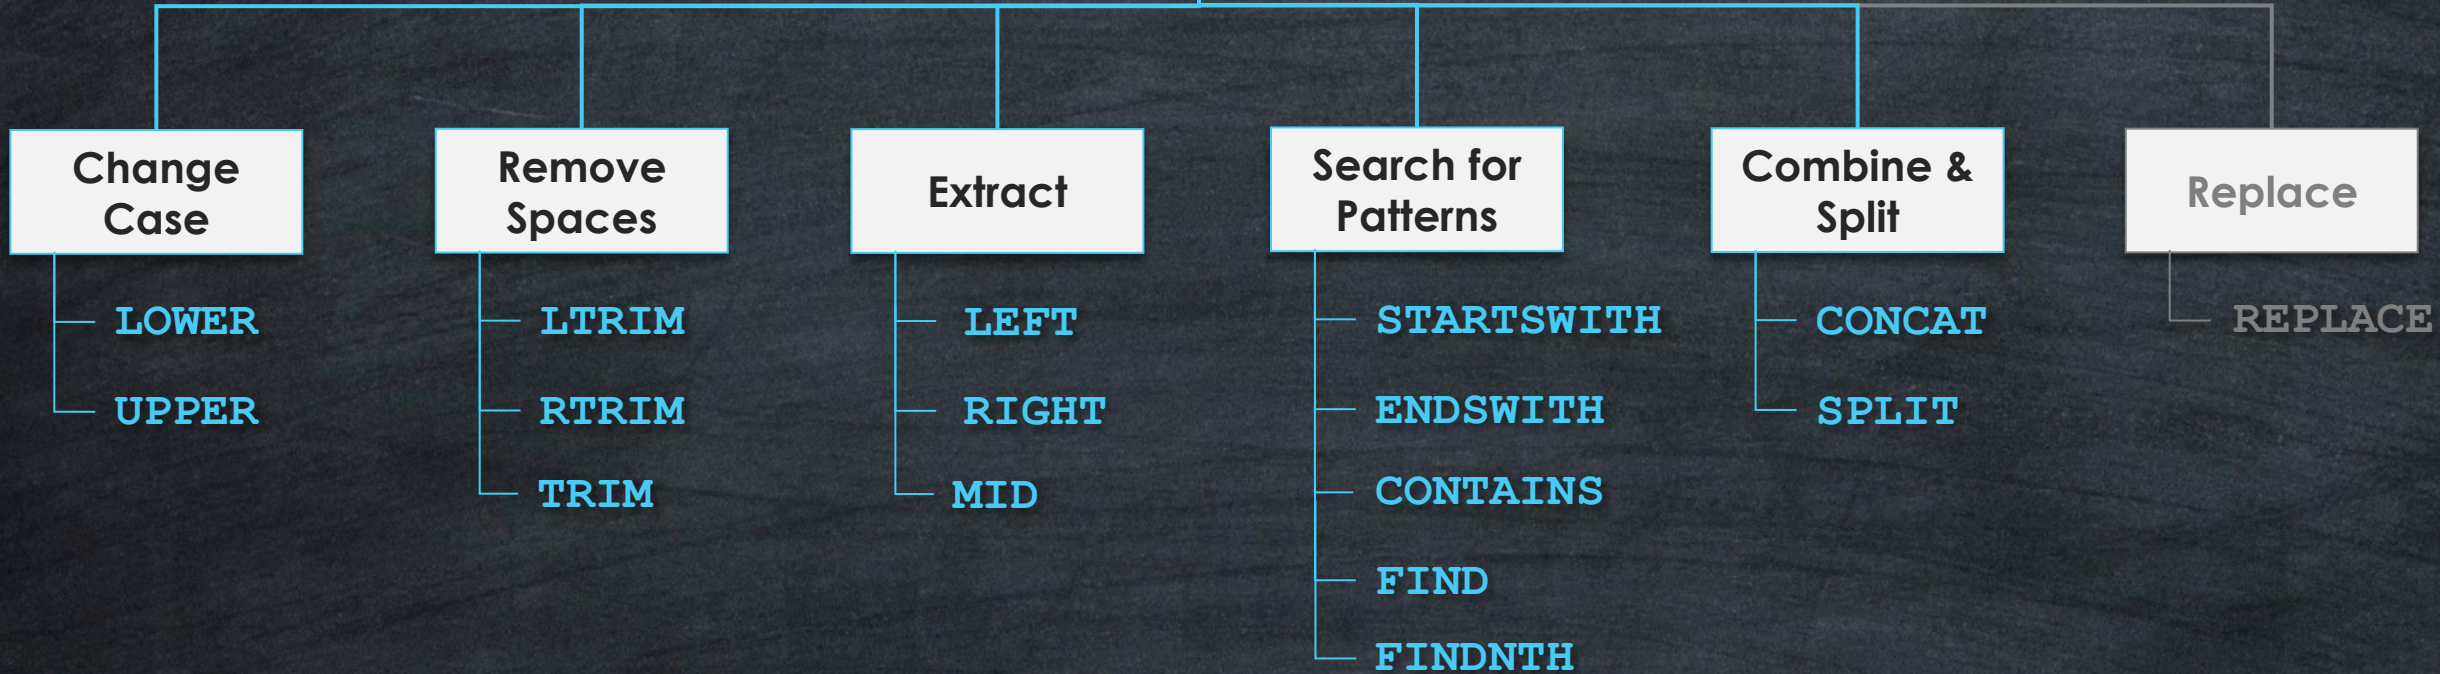 Change
Case
LOWER
UPPER
Remove
Spaces
LTRIM
RTRIM
TRIM
Extract
LEFT
RIGHT
MID
Search for
Patterns
STARTSWITH
ENDSWITH
CONTAINS
FIND
FINDNTH
Combine &
Split
CONCAT
SPLIT
Replace
REPLACE